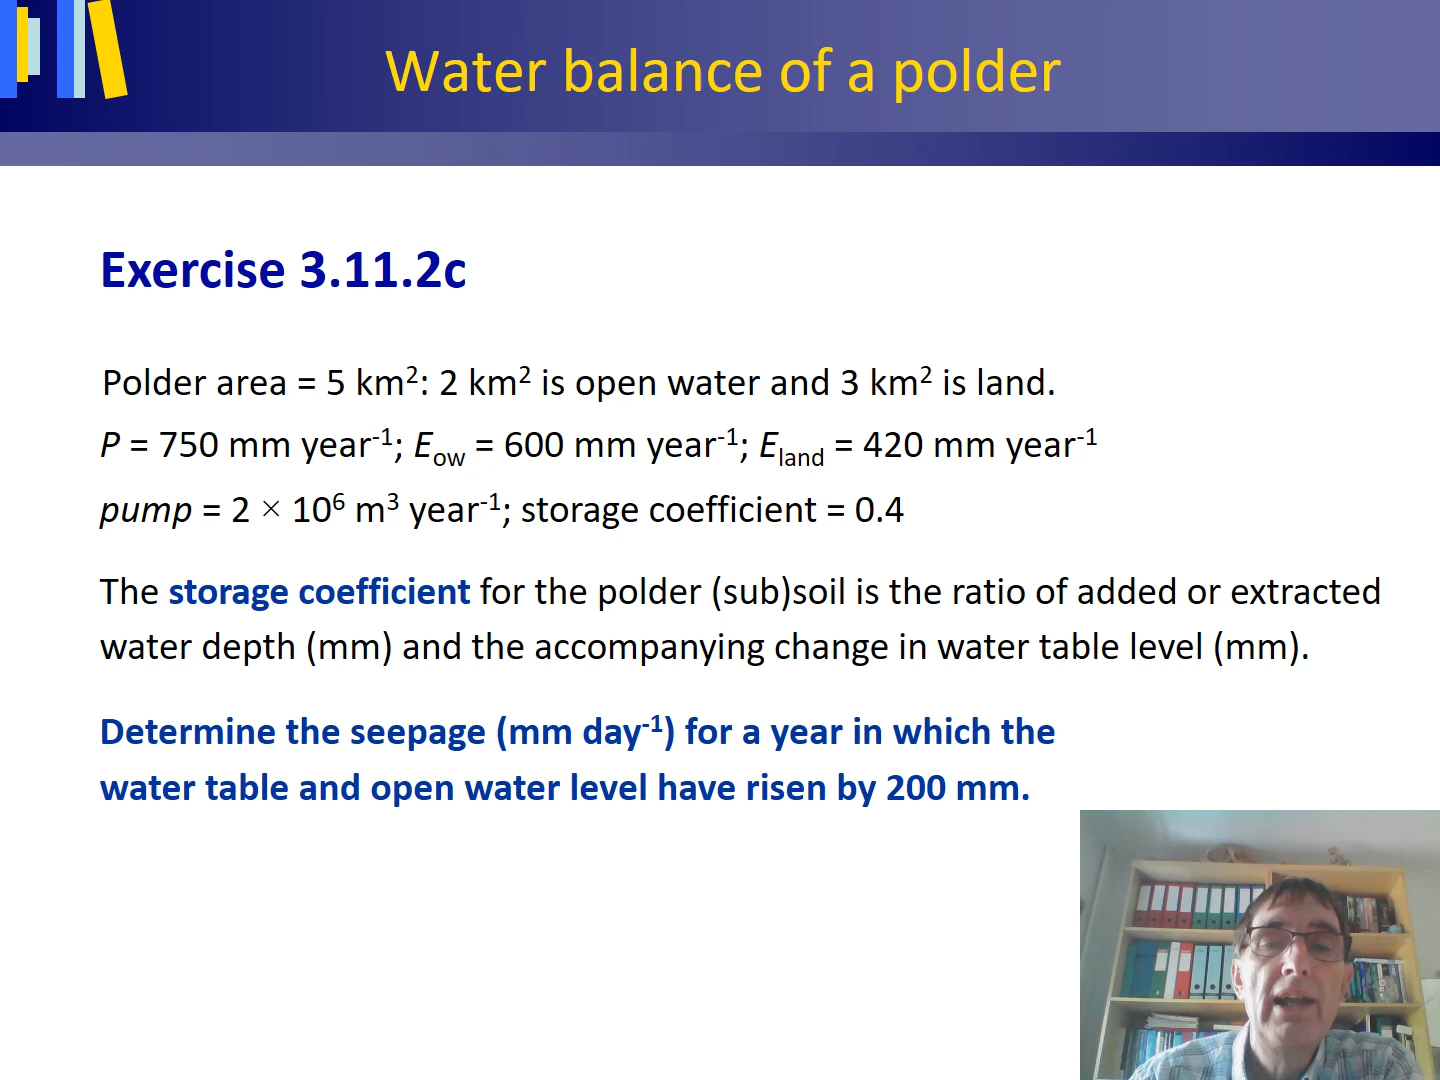 Water balance of a polder
Exercise 3.11.2c
Polder area = 5 km²: 2 km² is open water and 3 km² is land.
P = 750 mm year⁻¹; E_ow = 600 mm year⁻¹; E_land = 420 mm year⁻¹
pump = 2 × 10⁶ m³ year⁻¹; storage coefficient = 0.4
The storage coefficient for the polder (sub)soil is the ratio of added or extracted
water depth (mm) and the accompanying change in water table level (mm).
Determine the seepage (mm day⁻¹) for a year in which the
water table and open water level have risen by 200 mm.